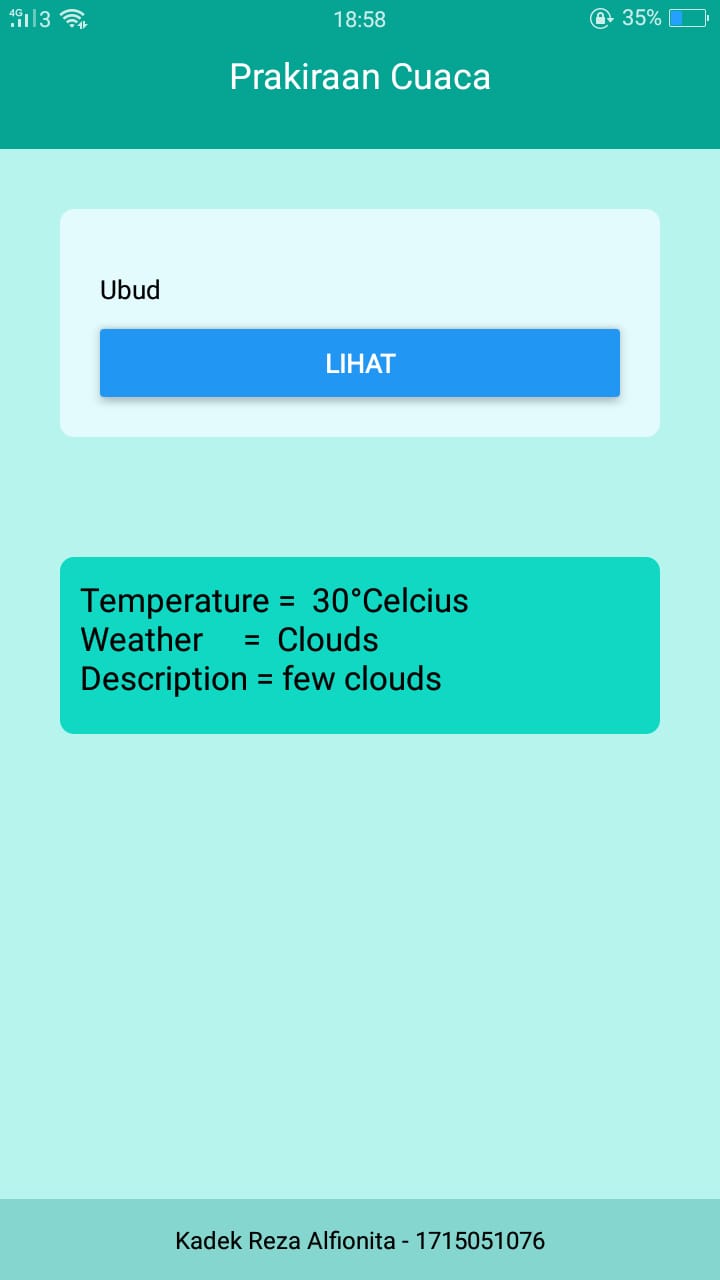 4G 3 18:58 35%
Prakiraan Cuaca
Ubud
LIHAT
Temperature = 30°Celcius
Weather = Clouds
Description = few clouds
Kadek Reza Alfionita - 1715051076